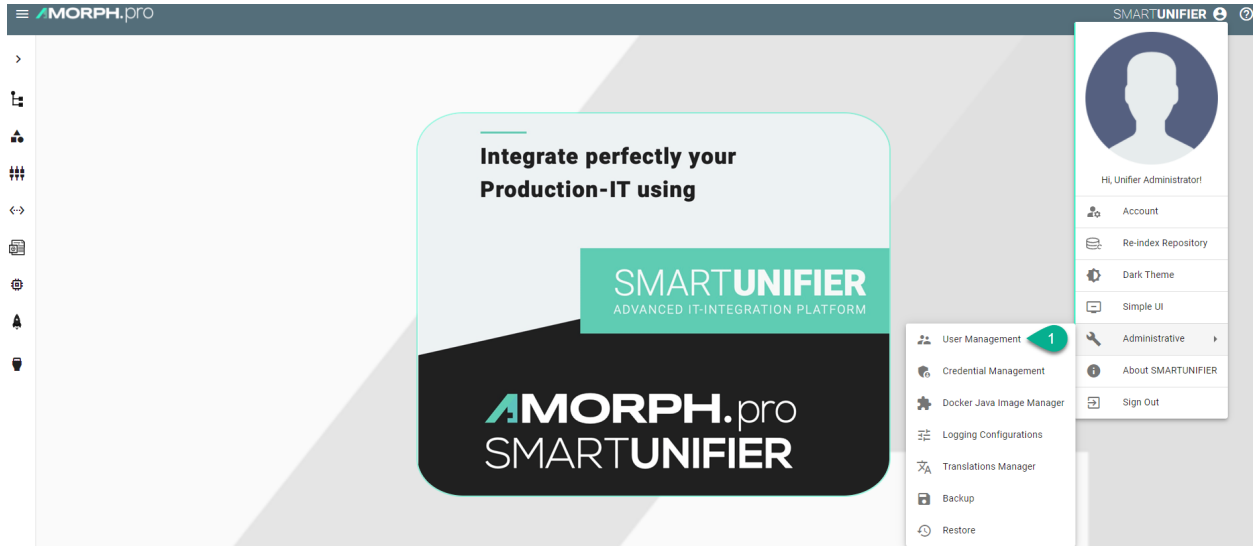 AMORPH.pro
SMARTUNIFIER
Integrate perfectly your
Production-IT using
SMARTUNIFIER
ADVANCED IT-INTEGRATION PLATFORM
AMORPH.pro
SMARTUNIFIER
Hi, Unifier Administrator!
Account
Re-index Repository
Dark Theme
Simple UI
Administrative
About SMARTUNIFIER
Sign Out
User Management
1
Credential Management
Docker Java Image Manager
Logging Configurations
Translations Manager
Backup
Restore